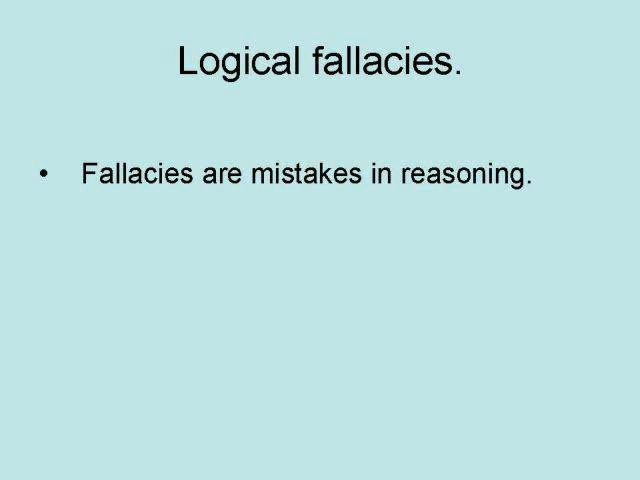 Logical fallacies.
• Fallacies are mistakes in reasoning.